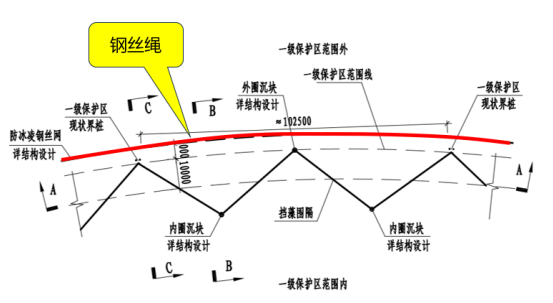 钢丝绳
一级保护区范围外
外圈沉块
详结构设计
一级保护区范围线
一级保护区
现状界桩
C
B
≈102500
一级保护区
现状界桩
防冰凌钢丝网
详结构设计
10000
A
A
内圈沉块
详结构设计
挡藻围隔
内圈沉块
详结构设计
C
B
一级保护区范围内